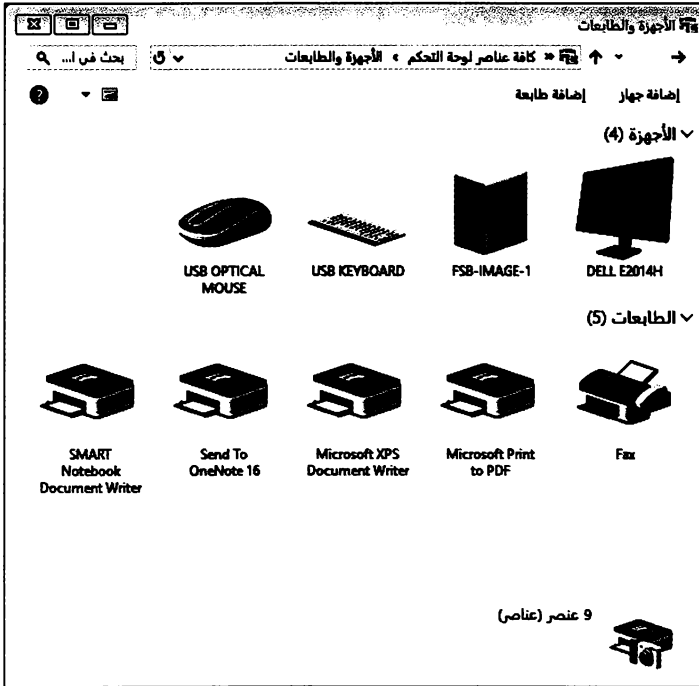 الأجهزة والطابعات
« كافة عناصر لوحة التحكم › الأجهزة والطابعات
بحث في ا...
إضافة جهاز إضافة طابعة
الأجهزة (4)
DELL E2014H
FSB-IMAGE-1
USB KEYBOARD
USB OPTICAL
MOUSE
الطابعات (5)
Fax
Microsoft Print
to PDF
Microsoft XPS
Document Writer
Send To
OneNote 16
SMART
Notebook
Document Writer
9 عنصر (عناصر)